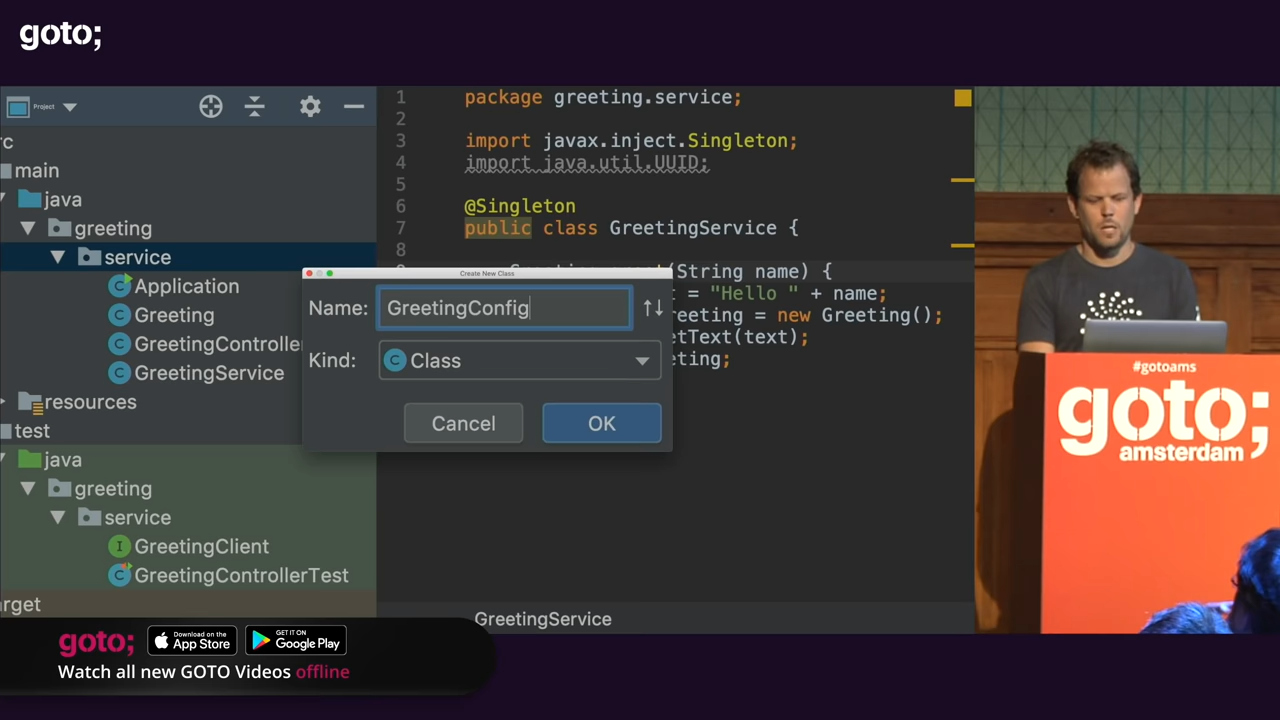 goto;
Project
rc
main
java
greeting
service
Application
Greeting
GreetingController
GreetingService
resources
test
java
greeting
service
GreetingClient
GreetingControllerTest
arget
1 package greeting.service;
2
3 import javax.inject.Singleton;
4 import java.util.UUID;
5
6 @Singleton
7 public class GreetingService {
8
(String name) {
= "Hello " + name;
reeting = new Greeting();
etText(text);
eting;
Create New Class
Name: GreetingConfig
Kind: Class
Cancel OK
GreetingService
#gotoams
goto;
amsterdam
goto; Download on the App Store GET IT ON Google Play
Watch all new GOTO Videos offline